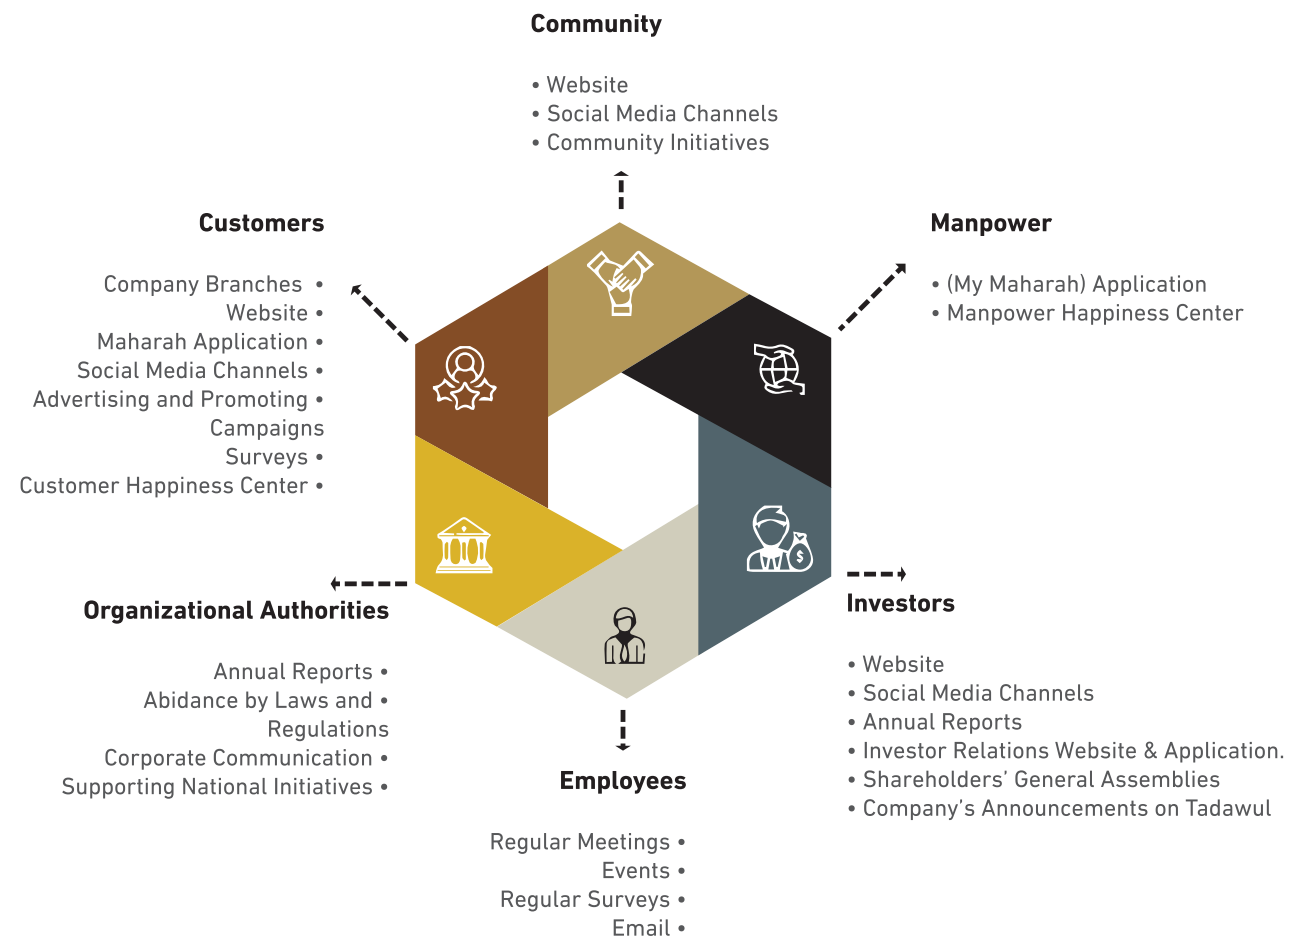 Community
• Website
• Social Media Channels
• Community Initiatives
Customers
Company Branches •
Website •
Maharah Application •
Social Media Channels •
Advertising and Promoting •
Campaigns
Surveys •
Customer Happiness Center •
Manpower
• (My Maharah) Application
• Manpower Happiness Center
Organizational Authorities
Annual Reports •
Abidance by Laws and •
Regulations
Corporate Communication •
Supporting National Initiatives •
$
Investors
• Website
• Social Media Channels
• Annual Reports
• Investor Relations Website & Application.
• Shareholders’ General Assemblies
• Company’s Announcements on Tadawul
Employees
Regular Meetings •
Events •
Regular Surveys •
Email •